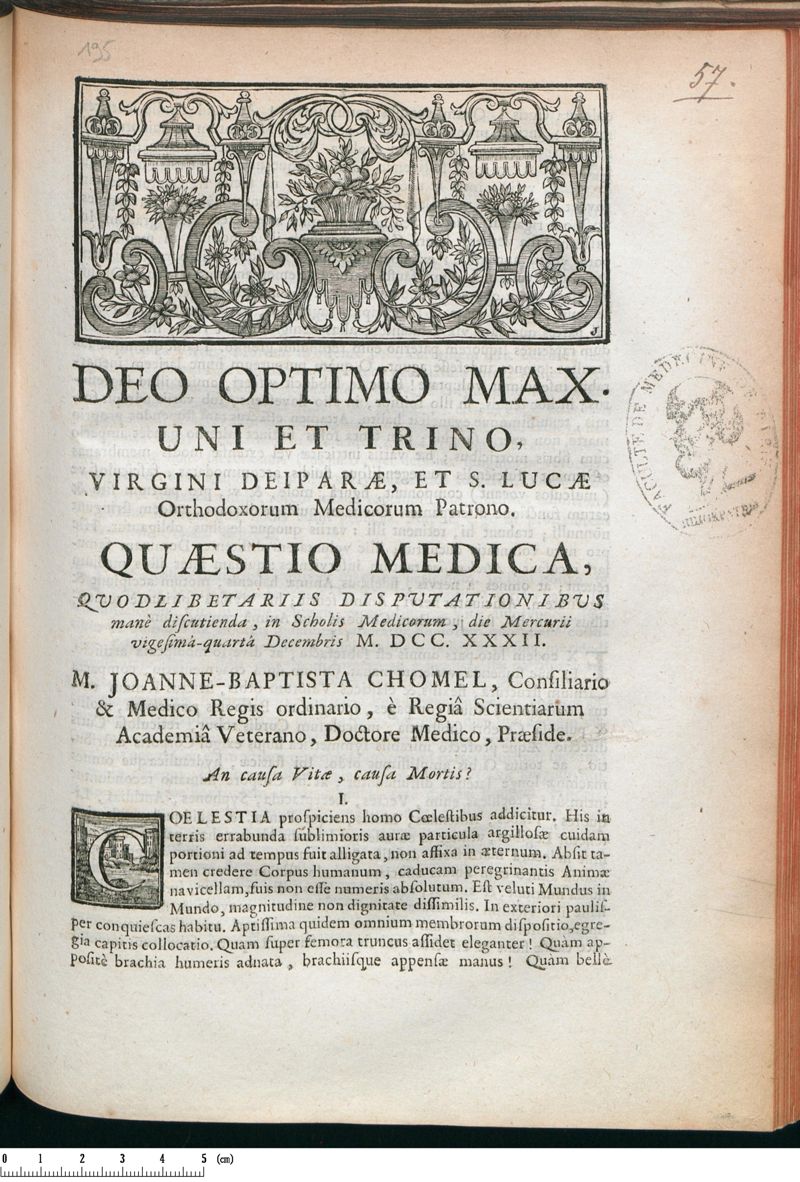 195
57.
DEO OPTIMO MAX.
UNI ET TRINO,
VIRGINI DEIPARÆ, ET S. LUCÆ
Orthodoxorum Medicorum Patrono.
QUÆSTIO MEDICA,
QUODLIBETARIIS DISPUTATIONIBUS
manè discutienda, in Scholis Medicorum, die Mercurii
vigesimâ-quartâ Decembris M. DCC. XXXII.
M. JOANNE-BAPTISTA CHOMEL, Consiliario
& Medico Regis ordinario, è Regiâ Scientiarum
Academiâ Veterano, Doctore Medico, Præside.
An causa Vitæ, causa Mortis?
I.
COELESTIA prospiciens homo Cœlestibus addicitur. His in
terris errabunda sublimioris auræ particula argillosæ cuidam
portioni ad tempus fuit alligata, non affixa in æternum. Absit ta-
men credere Corpus humanum, caducam peregrinantis Animæ
navicellam, suis non esse numeris absolutum. Est veluti Mundus in
Mundo, magnitudine non dignitate dissimilis. In exteriori paulis-
per conquiescas habitu. Aptissima quidem omnium membrorum dispositio, egre-
gia capitis collocatio. Quam super femora truncus assidet eleganter! Quam ap-
positè brachia humeris adnata, brachiisque appensæ manus! Quam bellè
FACULTE DE MEDECINE DE PARIS
0 1 2 3 4 5 (cm)